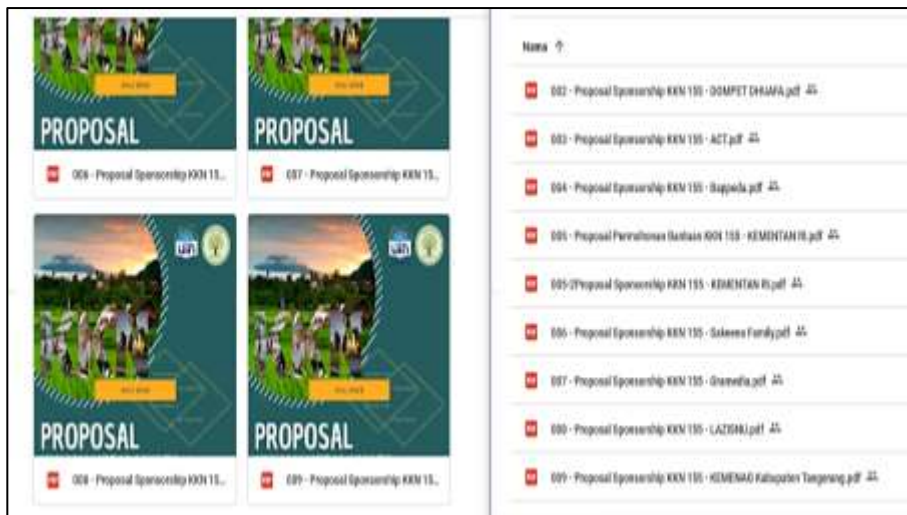 PROPOSAL
PROPOSAL
006 - Proposal Sponsorship KKN 15...
007 - Proposal Sponsorship KKN 15...
uin
uin
PROPOSAL
PROPOSAL
008 - Proposal Sponsorship KKN 15...
009 - Proposal Sponsorship KKN 15...
Nama ↑
002 - Proposal Sponsorship KKN 155 - DOMPET DHUAFA.pdf
003 - Proposal Sponsorship KKN 155 - ACT.pdf
004 - Proposal Sponsorship KKN 155 - Bappeda.pdf
005 - Proposal Permohonan Bantuan KKN 155 - KEMENTAN RI.pdf
005-2Proposal Sponsorship KKN 155 - KEMENTAN RI.pdf
006 - Proposal Sponsorship KKN 155 - Sakeena Family.pdf
007 - Proposal Sponsorship KKN 155 - Gramedia.pdf
008 - Proposal Sponsorship KKN 155 - LAZISNU.pdf
009 - Proposal Sponsorship KKN 155 - KEMENAG Kabupaten Tangerang.pdf